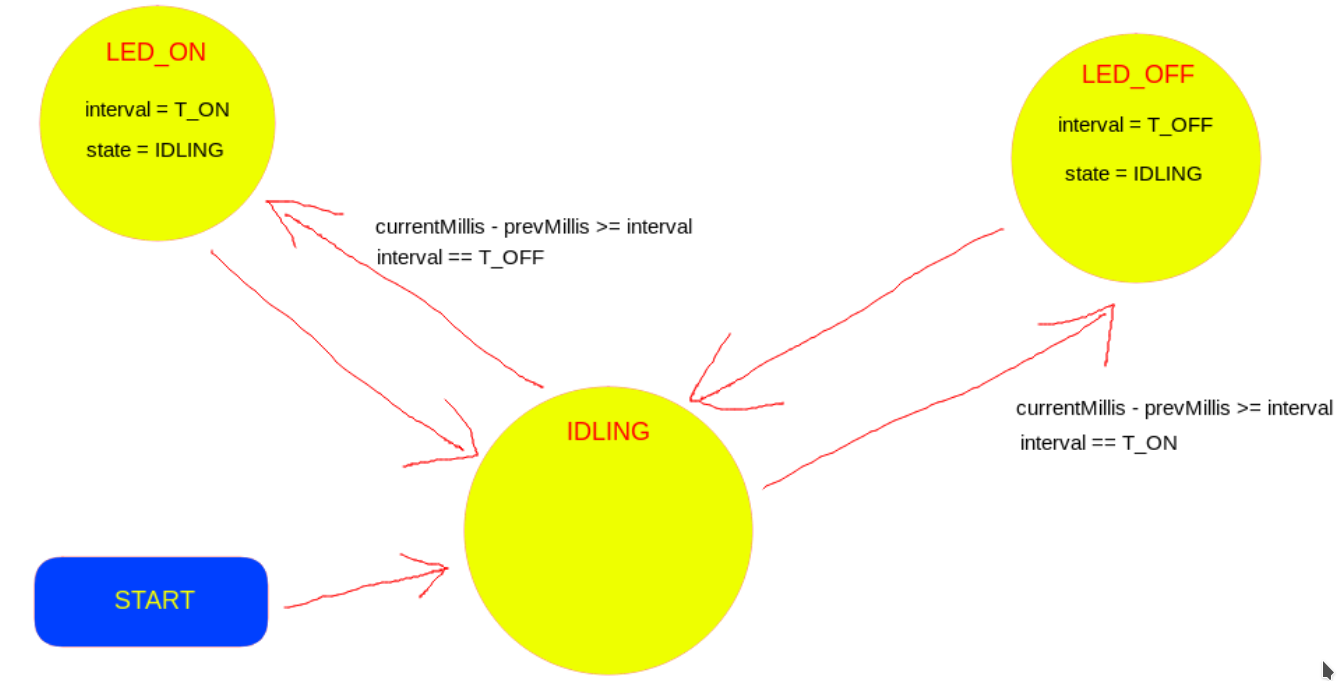 LED_ON
interval = T_ON
state = IDLING
LED_OFF
interval = T_OFF
state = IDLING
currentMillis - prevMillis >= interval
interval == T_OFF
currentMillis - prevMillis >= interval
interval == T_ON
IDLING
START